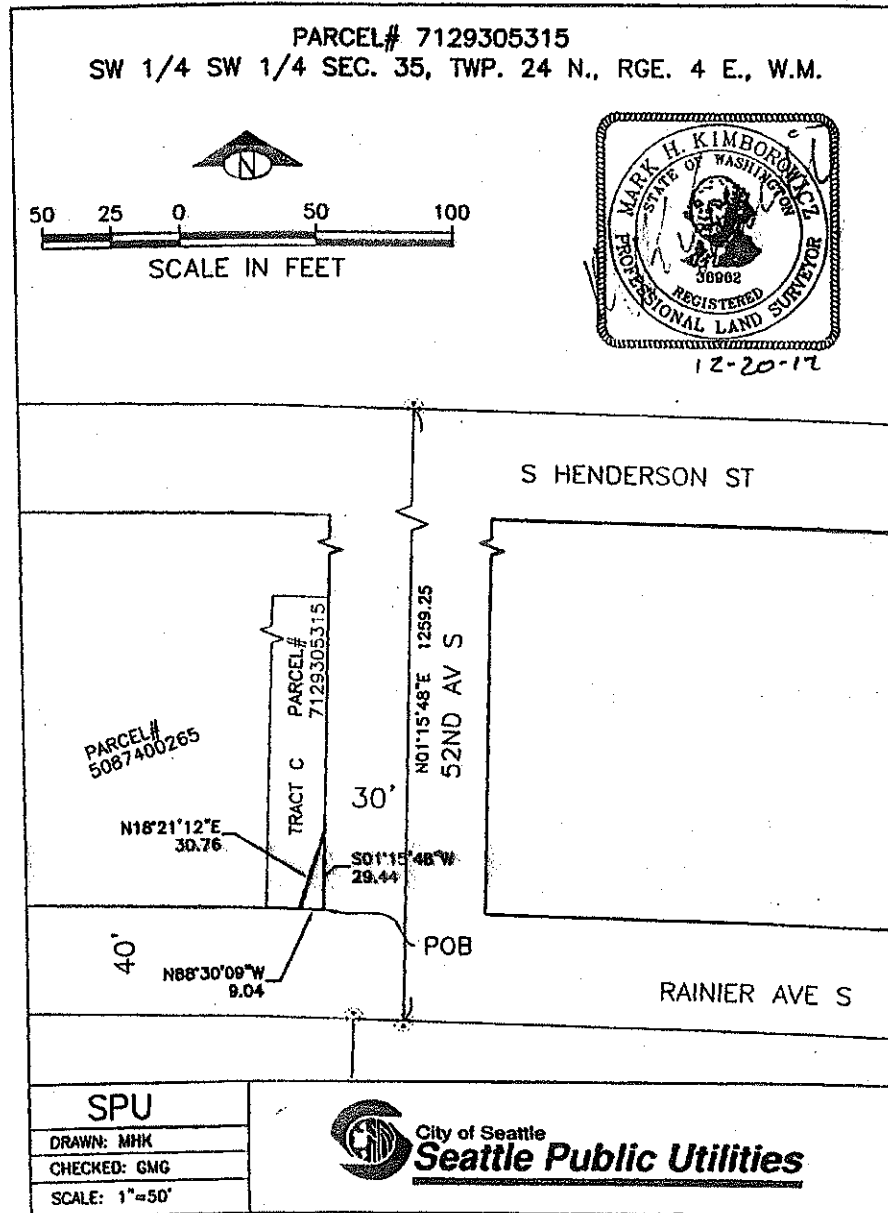 PARCEL# 7129305315
SW 1/4 SW 1/4 SEC. 35, TWP. 24 N., RGE. 4 E., W.M.
N
50 25 0 50 100
SCALE IN FEET
MARK H. KIMBOROWICZ
STATE OF WASHINGTON
36962
REGISTERED
PROFESSIONAL LAND SURVEYOR
12-20-17
S HENDERSON ST
N01°15'48"E 1259.25
52ND AV S
PARCEL#
7129305315
TRACT C
PARCEL#
5087400265
30'
N18°21'12"E
30.76
S01°15'48"W
29.44
POB
40'
N88°30'09"W
9.04
RAINIER AVE S
SPU
DRAWN: MHK
CHECKED: GMG
SCALE: 1"=50'
City of Seattle
Seattle Public Utilities